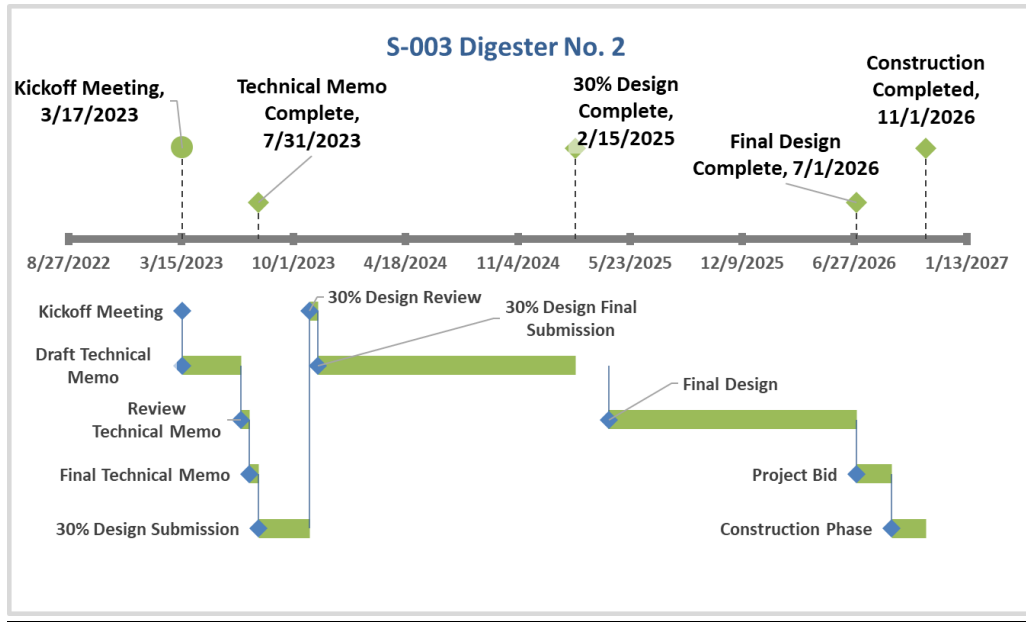 S-003 Digester No. 2
Kickoff Meeting,
3/17/2023
Technical Memo
Complete,
7/31/2023
30% Design
Complete,
2/15/2025
Final Design
Complete, 7/1/2026
Construction
Completed,
11/1/2026
8/27/2022
3/15/2023
10/1/2023
4/18/2024
11/4/2024
5/23/2025
12/9/2025
6/27/2026
1/13/2027
Kickoff Meeting
30% Design Review
30% Design Final
Submission
Draft Technical
Memo
Final Design
Review
Technical Memo
Final Technical Memo
Project Bid
30% Design Submission
Construction Phase